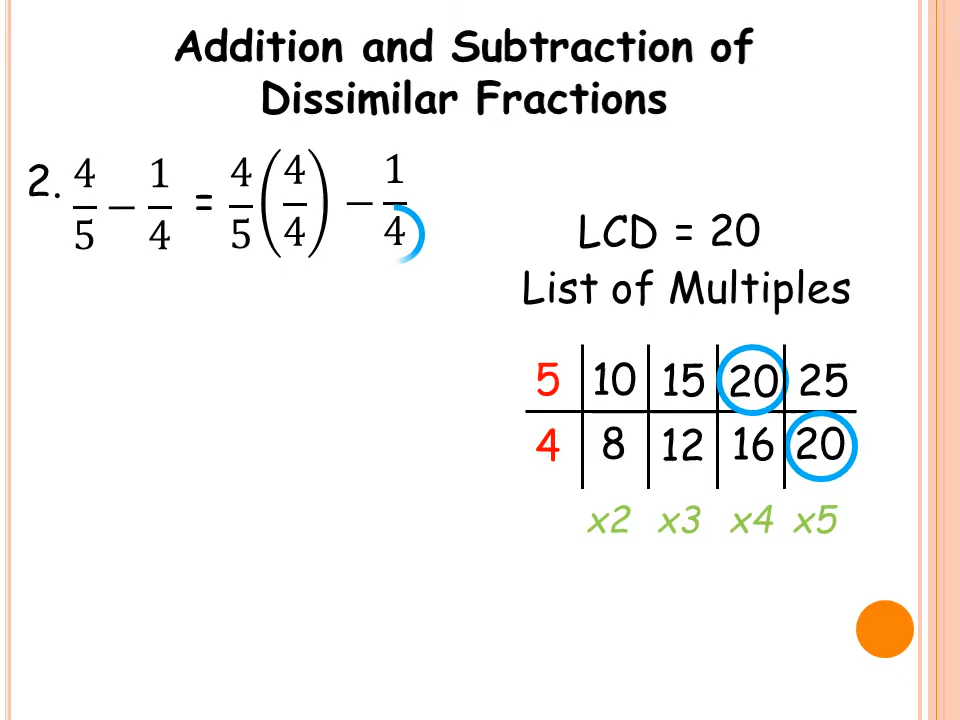 Addition and Subtraction of
Dissimilar Fractions
2. 4/5 − 1/4 = 4/5 (4/4) − 1/4
LCD = 20
List of Multiples
5 10 15 20 25
4 8 12 16 20
x2 x3 x4 x5